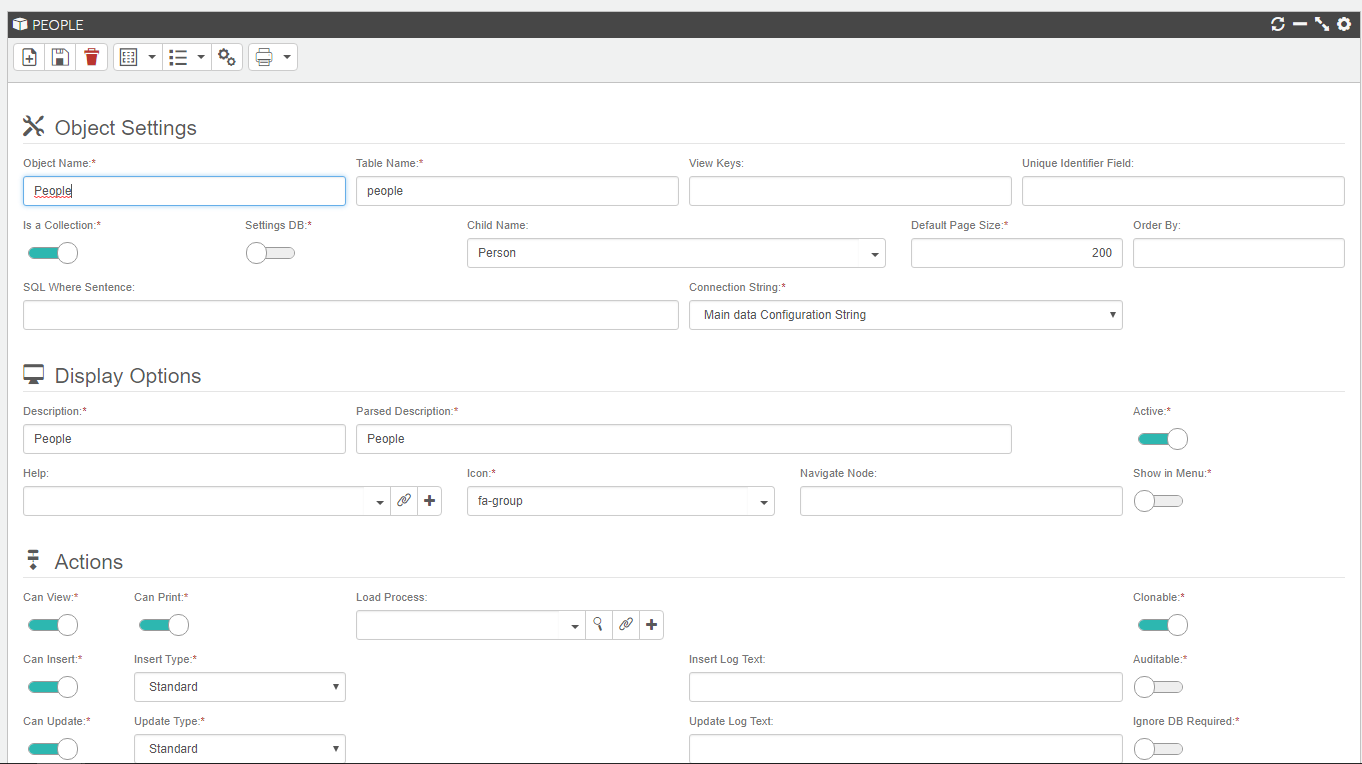 PEOPLE
Object Settings
Object Name:* Table Name:* View Keys: Unique Identifier Field:
People people
Is a Collection:* Settings DB:* Child Name: Default Page Size:* Order By:
Person 200
SQL Where Sentence: Connection String:*
Main data Configuration String
Display Options
Description:* Parsed Description:* Active:*
People People
Help: Icon:* Navigate Node: Show in Menu:*
fa-group
Actions
Can View:* Can Print:* Load Process: Clonable:*
Can Insert:* Insert Type:* Insert Log Text: Auditable:*
Standard
Can Update:* Update Type:* Update Log Text: Ignore DB Required:*
Standard